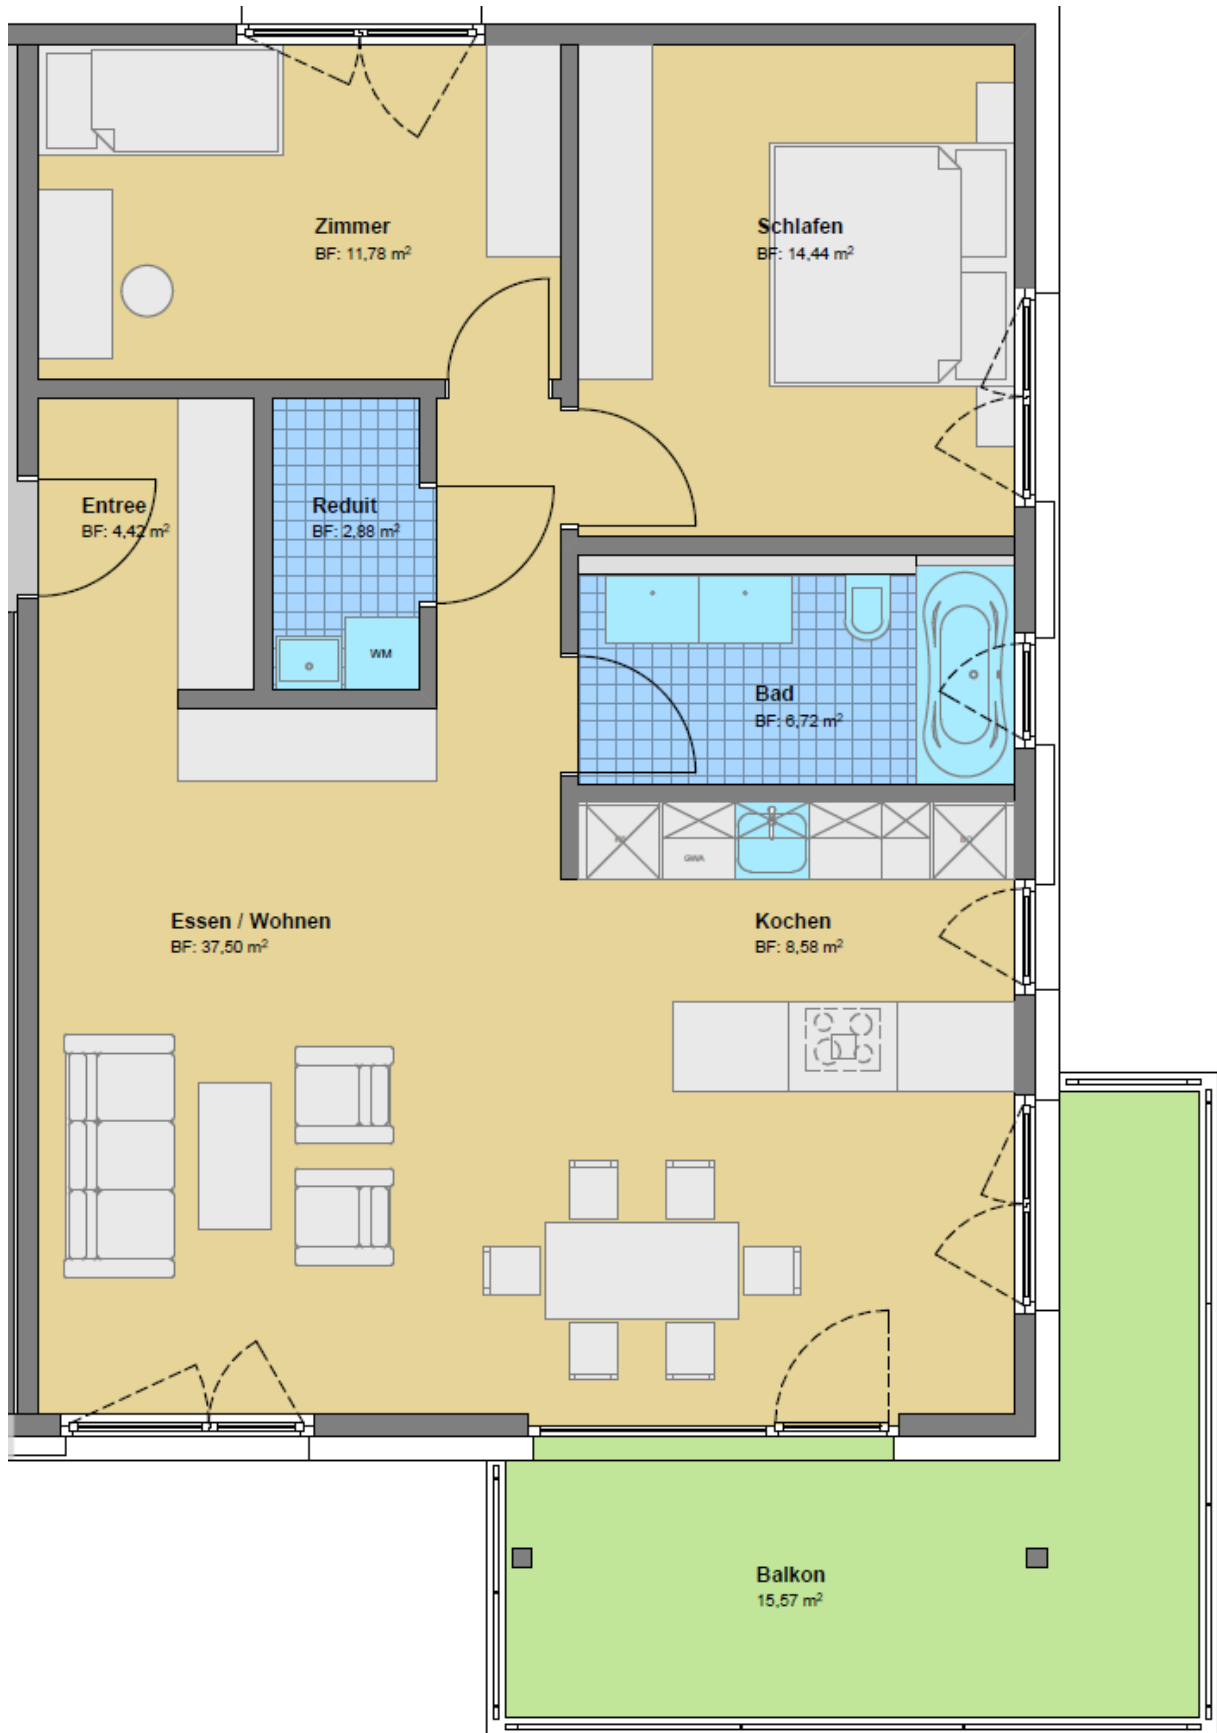 Zimmer
BF: 11,78 m²
Schlafen
BF: 14,44 m²
Entree
BF: 4,42 m²
Reduit
BF: 2,88 m²
WM
Bad
BF: 6,72 m²
GWA
Essen / Wohnen
BF: 37,50 m²
Kochen
BF: 8,58 m²
Balkon
15,57 m²